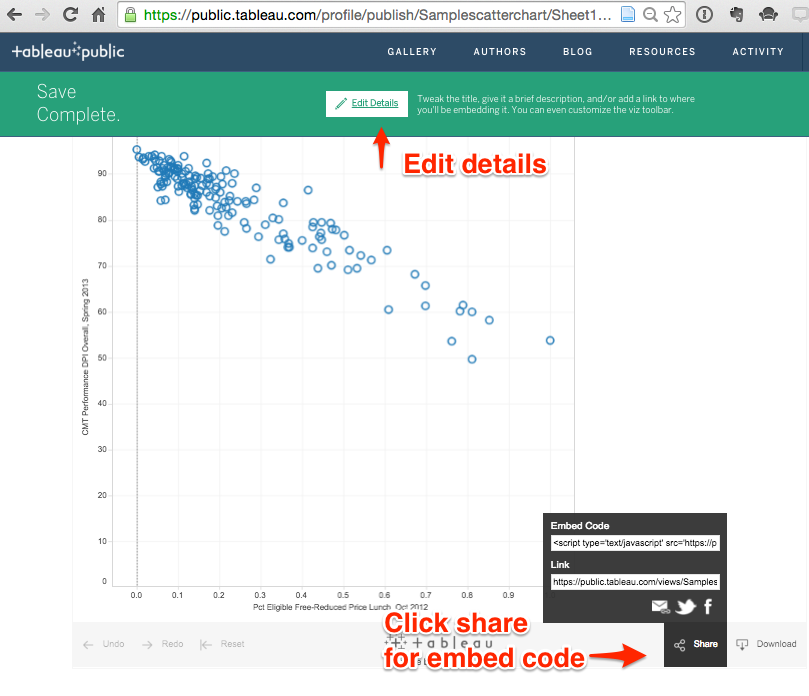 https://public.tableau.com/profile/publish/Samplescatterchart/Sheet1...
+ableau+public
GALLERY AUTHORS BLOG RESOURCES ACTIVITY
Save
Complete.
Edit Details
Tweak the title, give it a brief description, and/or add a link to where
you'll be embedding it. You can even customize the viz toolbar.
Edit details
90
80
70
60
50
40
30
20
10
0
CMT Performance DPI Overall, Spring 2013
0.0 0.1 0.2 0.3 0.4 0.5 0.6 0.7 0.8 0.9
Pct Eligible Free-Reduced Price Lunch, Oct 2012
Embed Code
<script type='text/javascript' src='https://p
Link
https://public.tableau.com/views/Samples
Click share
for embed code
Undo Redo Reset
+ableau
Share
Download